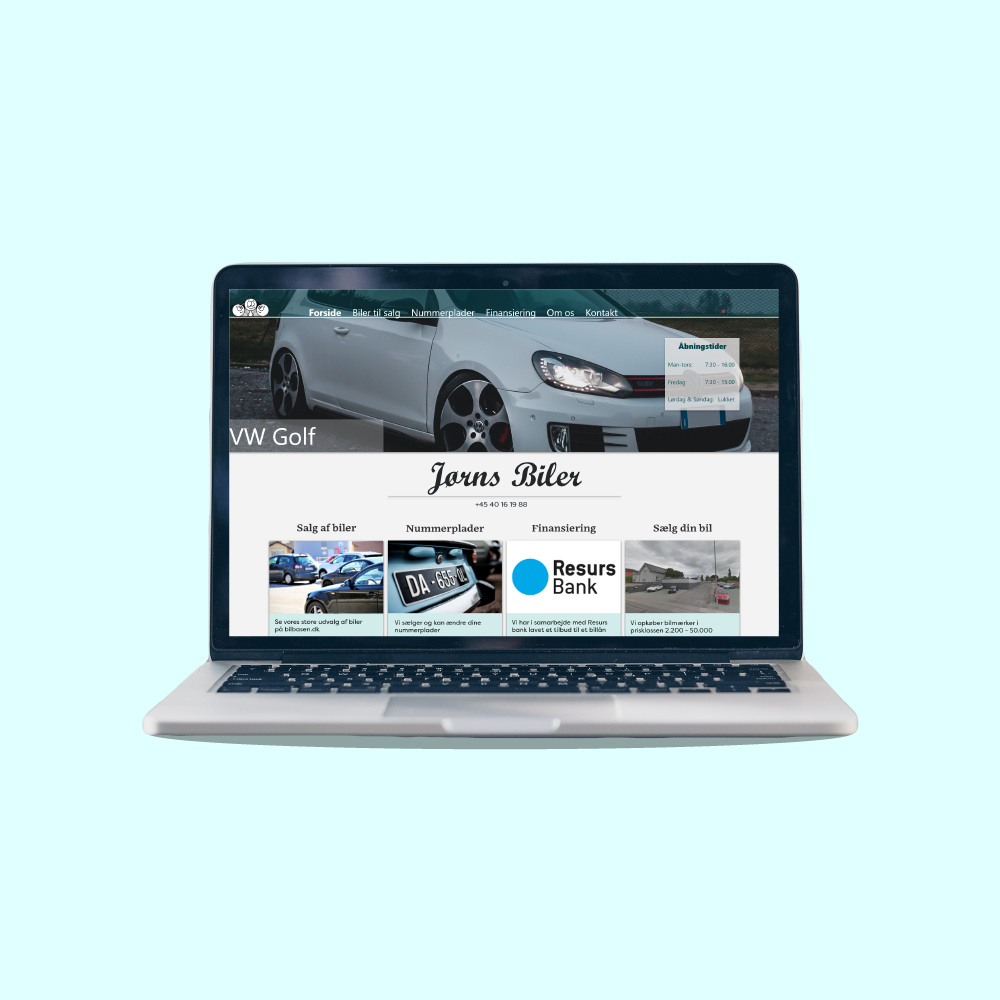 Forside Biler til salg Nummerplader Finansiering Om os Kontakt
Åbningstider
Man-tors 7:30 - 16:00
Fredag 7:30 - 15:00
Lørdag & Søndag: Lukket
VW Golf
Jørns Biler
+45 40 16 19 88
Salg af biler Nummerplader Finansiering Sælg din bil
DA·655
Resurs
Bank
Se vores store udvalg af biler
på bilbasen.dk
Vi sælger og kan ændre dine
nummerplader
Vi har i samarbejde med Resurs
bank lavet et tilbud til et billån
Vi opkøber bilmærker i
prisklassen 2.200 - 50.000